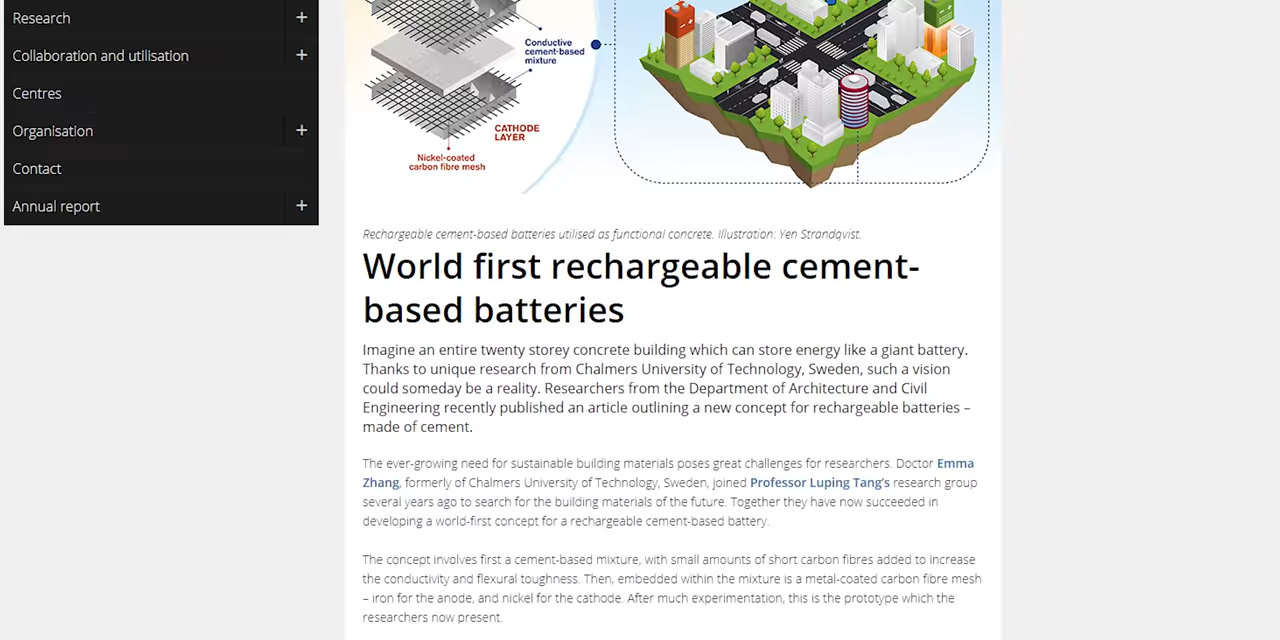 Research +
Collaboration and utilisation +
Centres
Organisation +
Contact
Annual report +
Conductive
cement-based
mixture
CATHODE
LAYER
Nickel-coated
carbon fibre mesh
Rechargeable cement-based batteries utilised as functional concrete. Illustration: Yen Strandqvist.
World first rechargeable cement-
based batteries
Imagine an entire twenty storey concrete building which can store energy like a giant battery.
Thanks to unique research from Chalmers University of Technology, Sweden, such a vision
could someday be a reality. Researchers from the Department of Architecture and Civil
Engineering recently published an article outlining a new concept for rechargeable batteries –
made of cement.
The ever-growing need for sustainable building materials poses great challenges for researchers. Doctor Emma
Zhang, formerly of Chalmers University of Technology, Sweden, joined Professor Luping Tang's research group
several years ago to search for the building materials of the future. Together they have now succeeded in
developing a world-first concept for a rechargeable cement-based battery.
The concept involves first a cement-based mixture, with small amounts of short carbon fibres added to increase
the conductivity and flexural toughness. Then, embedded within the mixture is a metal-coated carbon fibre mesh
– iron for the anode, and nickel for the cathode. After much experimentation, this is the prototype which the
researchers now present.